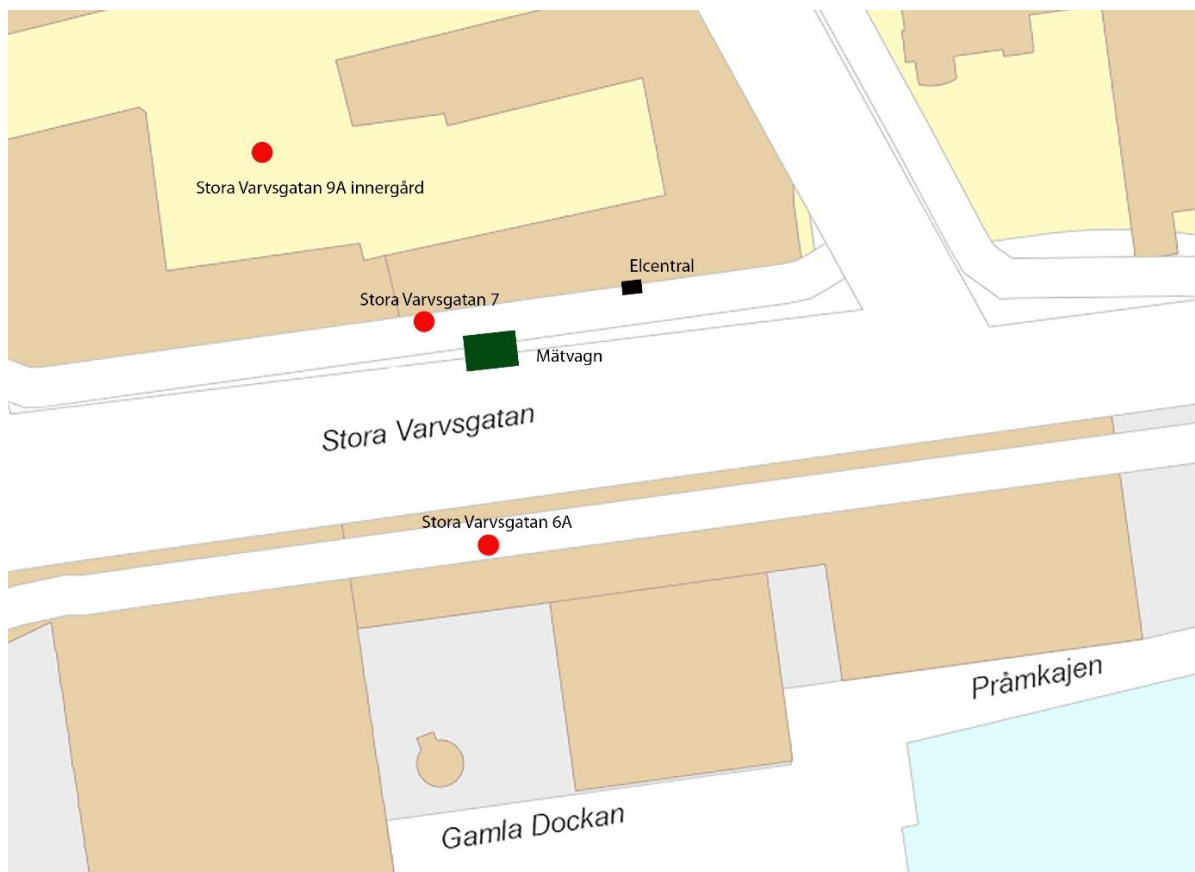 Stora Varvsgatan 9A innergård
Elcentral
Stora Varvsgatan 7
Mätvagn
Stora Varvsgatan
Stora Varvsgatan 6A
Pråmkajen
Gamla Dockan